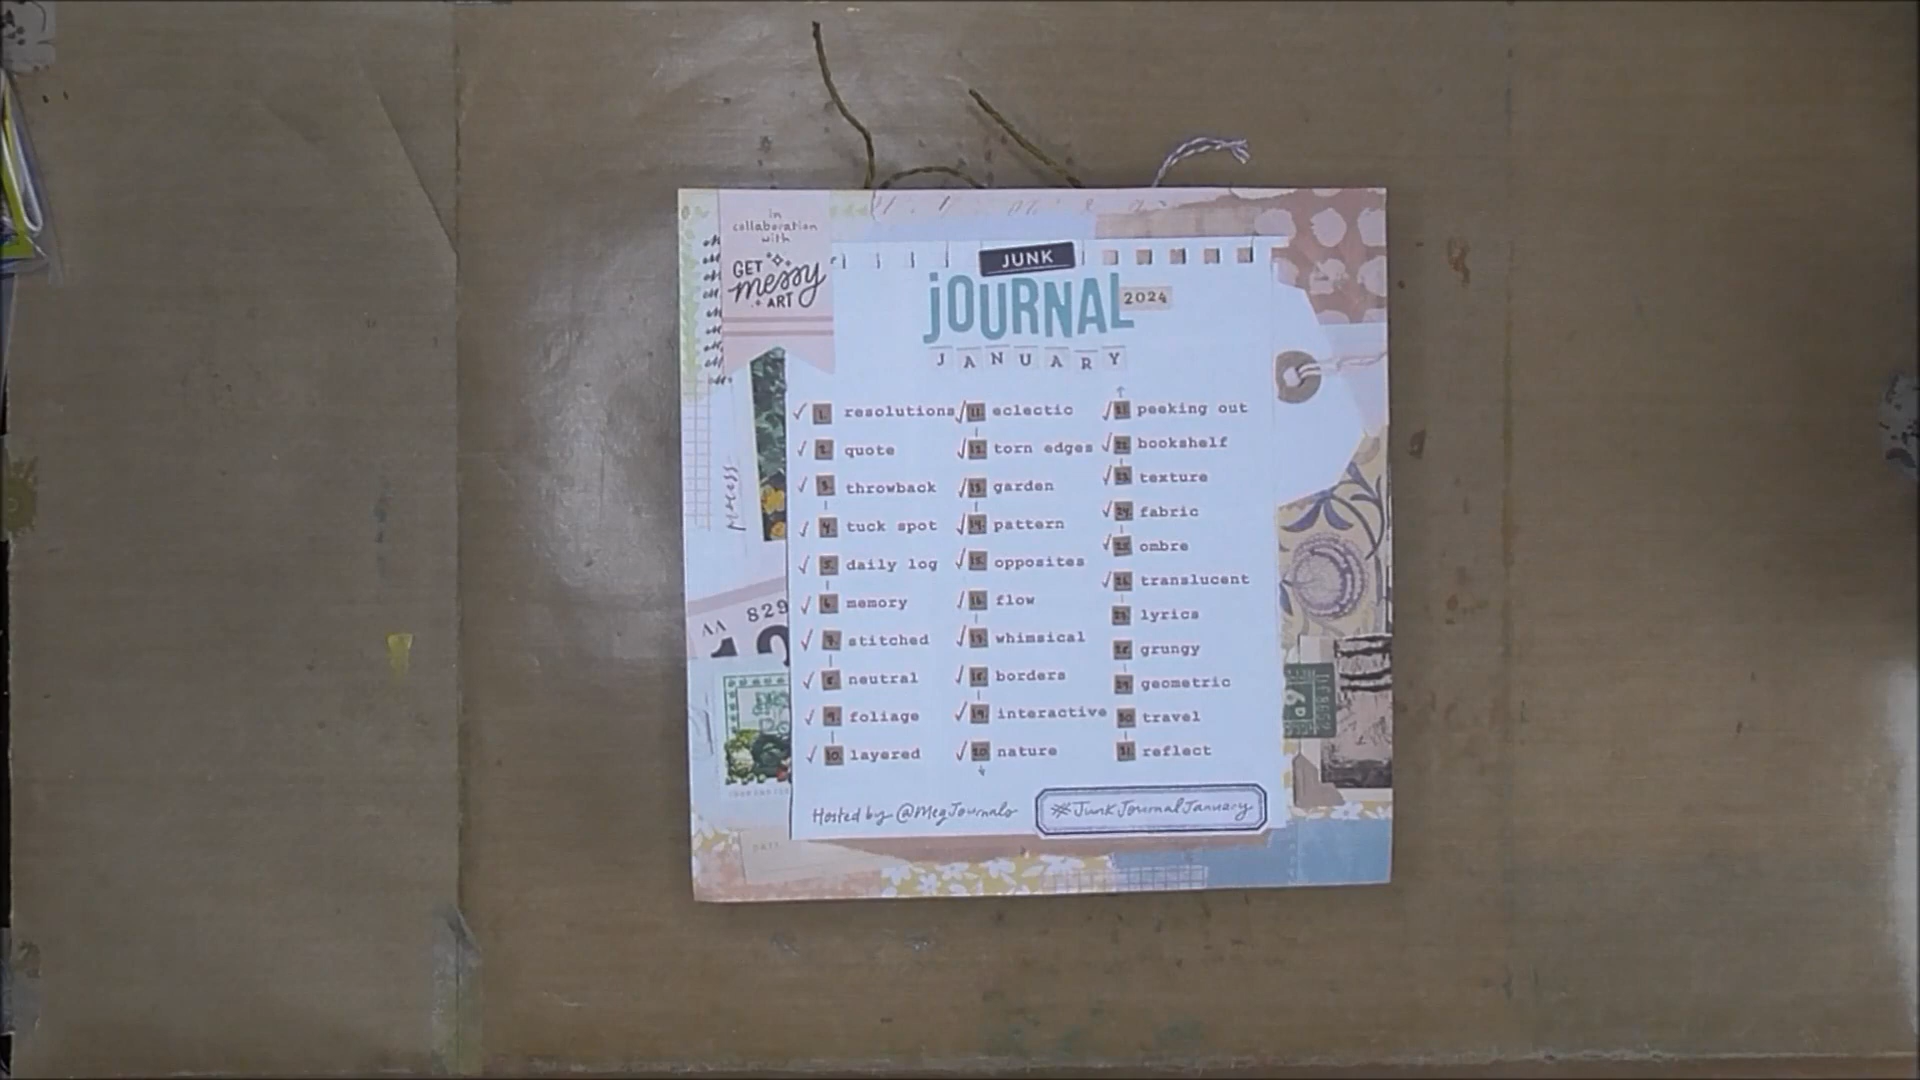 in
collaboration
with
GET
messy
ART
JUNK
jOURNAL
2024
JANUARY
1. resolutions
2. quote
3. throwback
4. tuck spot
5. daily log
6. memory
7. stitched
8. neutral
9. foliage
10. layered
11. eclectic
12. torn edges
13. garden
14. pattern
15. opposites
16. flow
17. whimsical
18. borders
19. interactive
20. nature
21. peeking out
22. bookshelf
23. texture
24. fabric
25. ombre
26. translucent
27. lyrics
28. grungy
29. geometric
30. travel
31. reflect
Hosted by @MegJournals
#JunkJournalJanuary
AA 829
6D
DATE